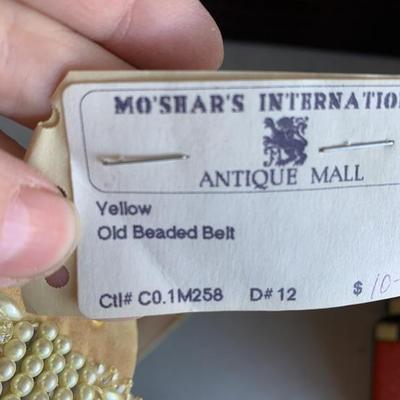 MO'SHAR'S INTERNATIO
ANTIQUE MALL
Yellow
Old Beaded Belt
Ctl# C0.1M258 D# 12 $ 10-